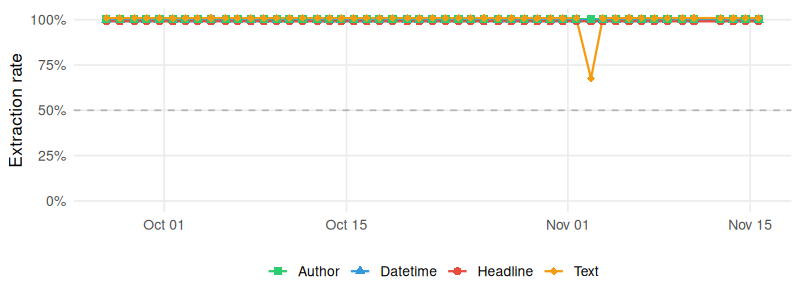 Extraction rate
100%
75%
50%
25%
0%
Oct 01 Oct 15 Nov 01 Nov 15
Author Datetime Headline Text